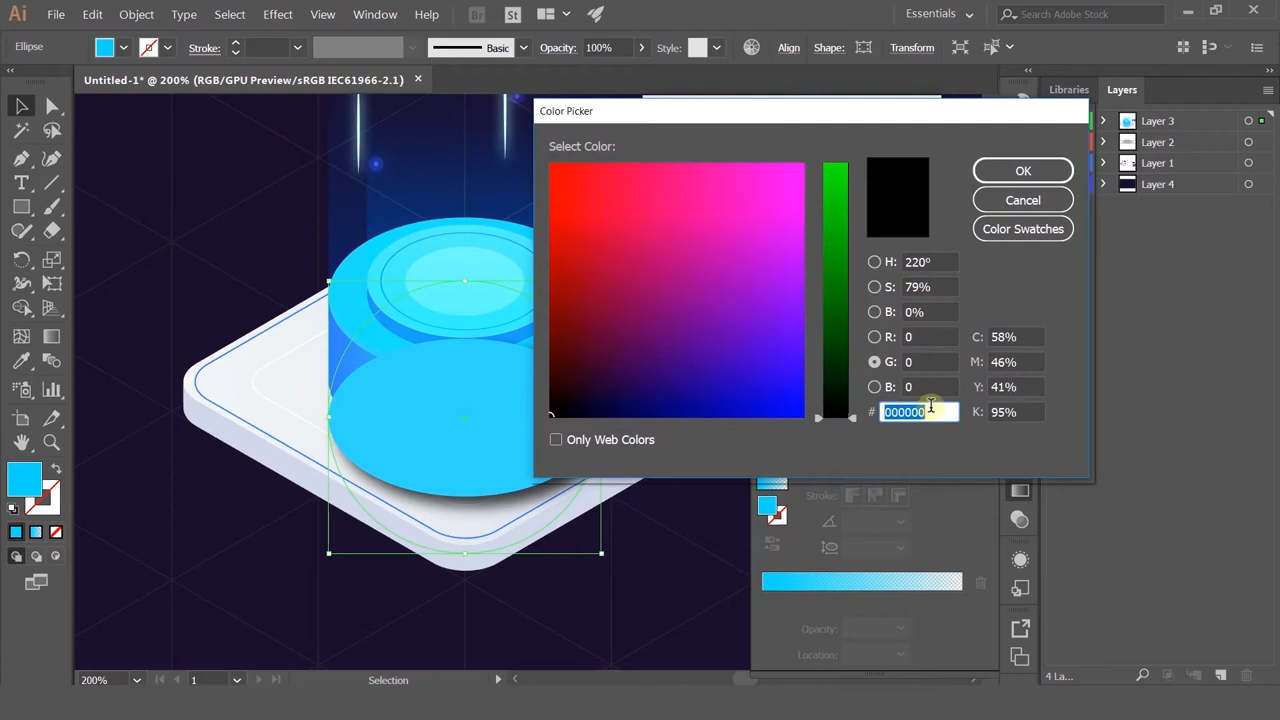 Ai File Edit Object Type Select Effect View Window Help Br St Essentials Search Adobe Stock
Ellipse Stroke: Basic Opacity: 100% Style: Align Shape: Transform
Untitled-1* @ 200% (RGB/GPU Preview/sRGB IEC61966-2.1)
Libraries Layers
Color Picker
Layer 3
Layer 2
Layer 1
Layer 4
Select Color:
OK
Cancel
Color Swatches
H: 220º
S: 79%
B: 0%
R: 0 C: 58%
G: 0 M: 46%
B: 0 Y: 41%
# 000000 K: 95%
Only Web Colors
Stroke:
Opacity:
Location:
200% 1 Selection 4 La...